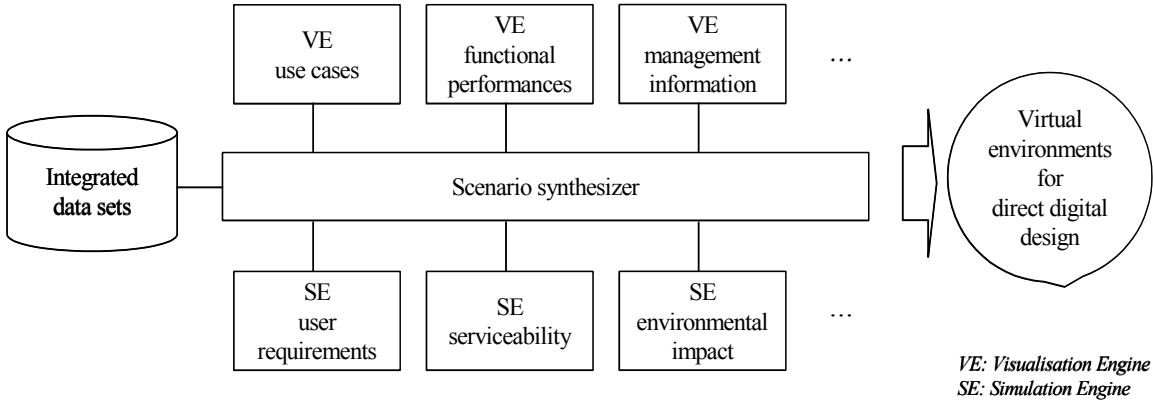 VE
use cases
VE
functional
performances
VE
management
information
...
Integrated
data sets
Scenario synthesizer
Virtual
environments
for
direct digital
design
SE
user
requirements
SE
serviceability
SE
environmental
impact
...
VE: Visualisation Engine
SE: Simulation Engine